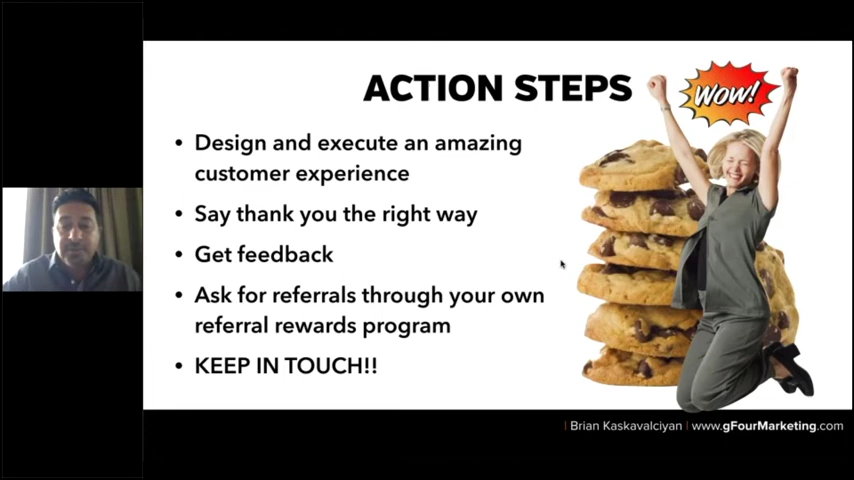 ACTION STEPS
WOW!
• Design and execute an amazing
customer experience
• Say thank you the right way
• Get feedback
• Ask for referrals through your own
referral rewards program
• KEEP IN TOUCH!!
| Brian Kaskavalciyan | www.gFourMarketing.com